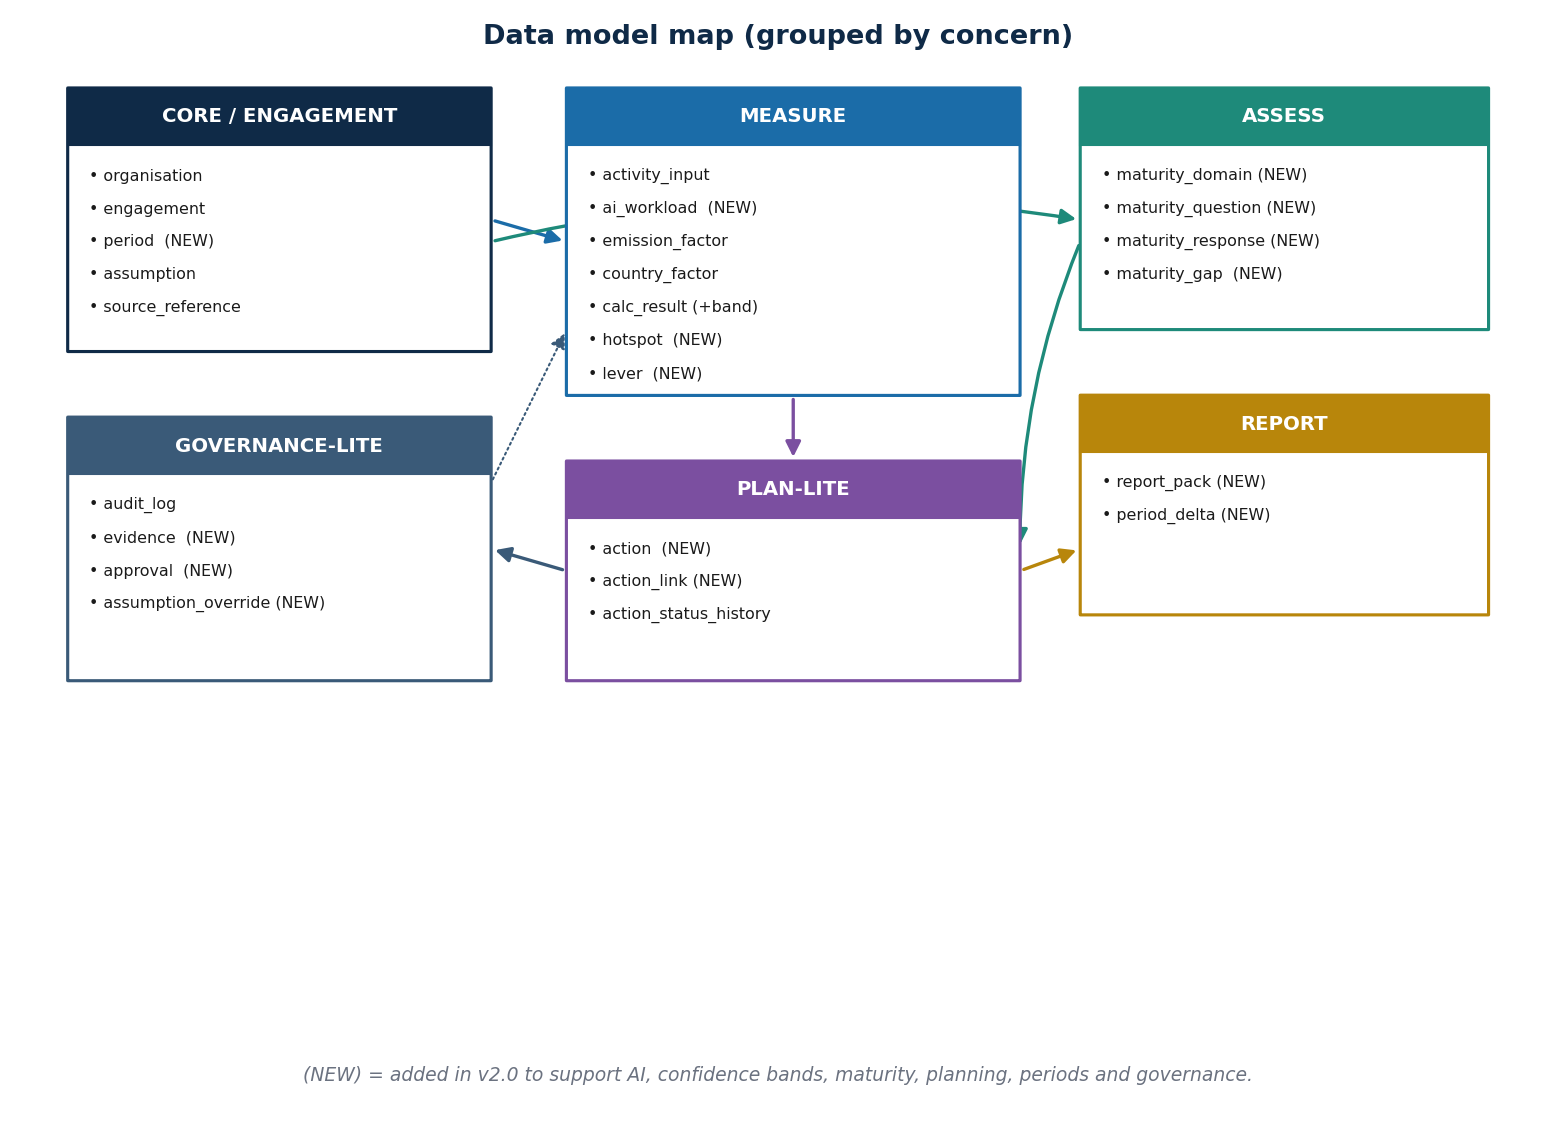 Data model map (grouped by concern)
CORE / ENGAGEMENT
• organisation
• engagement
• period  (NEW)
• assumption
• source_reference
MEASURE
• activity_input
• ai_workload  (NEW)
• emission_factor
• country_factor
• calc_result (+band)
• hotspot  (NEW)
• lever  (NEW)
ASSESS
• maturity_domain (NEW)
• maturity_question (NEW)
• maturity_response (NEW)
• maturity_gap  (NEW)
GOVERNANCE-LITE
• audit_log
• evidence  (NEW)
• approval  (NEW)
• assumption_override (NEW)
PLAN-LITE
• action  (NEW)
• action_link (NEW)
• action_status_history
REPORT
• report_pack (NEW)
• period_delta (NEW)
(NEW) = added in v2.0 to support AI, confidence bands, maturity, planning, periods and governance.